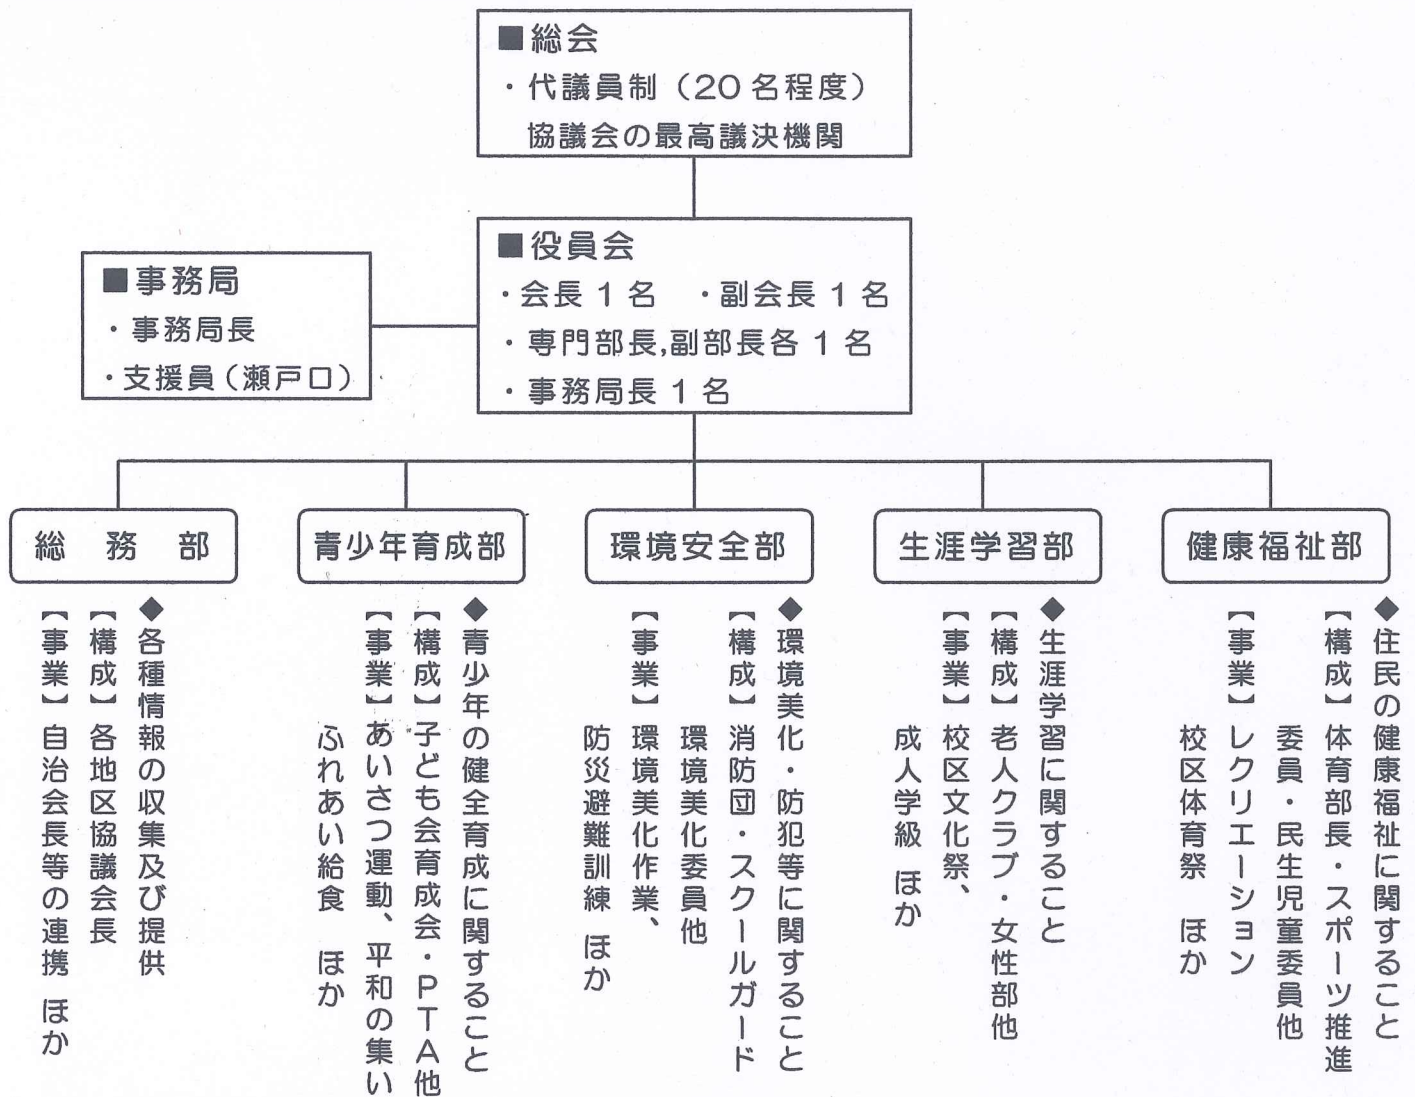 ■総会
・代議員制（20名程度）
協議会の最高議決機関
■役員会
・会長 1 名　・副会長 1 名
・専門部長,副部長各 1 名
・事務局長 1 名
■事務局
・事務局長
・支援員（瀬戸口）
総　務　部
◆各種情報の収集及び提供
【構成】各地区協議会長
【事業】自治会長等の連携 ほか
青少年育成部
◆青少年の健全育成に関すること
【構成】子ども会育成会・PTA他
【事業】あいさつ運動、平和の集い
ふれあい給食　ほか
環境安全部
◆環境美化・防犯等に関すること
【構成】消防団・スクールガード
環境美化委員他
【事業】環境美化作業、
防災避難訓練 ほか
生涯学習部
◆生涯学習に関すること
【構成】老人クラブ・女性部他
【事業】校区文化祭、
成人学級 ほか
健康福祉部
◆住民の健康福祉に関すること
【構成】体育部長・スポーツ推進
委員・民生児童委員他
【事業】レクリエーション
校区体育祭　ほか